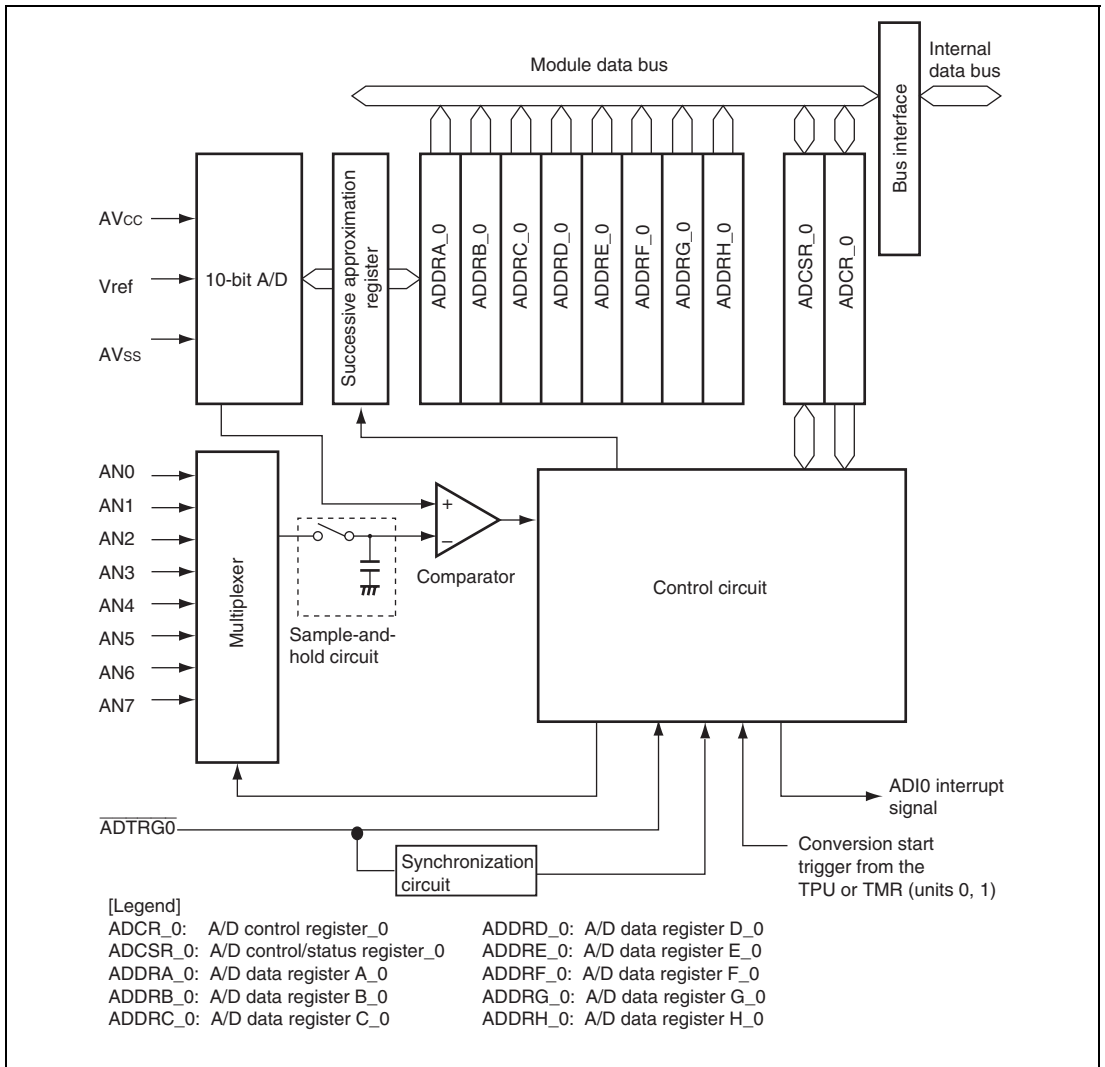 Module data bus
Internal
data bus
Bus interface
AVcc
Vref
AVss
10-bit A/D
Successive approximation
register
ADDRA_0
ADDRB_0
ADDRC_0
ADDRD_0
ADDRE_0
ADDRF_0
ADDRG_0
ADDRH_0
ADCSR_0
ADCR_0
AN0
AN1
AN2
AN3
AN4
AN5
AN6
AN7
Multiplexer
+
–
Comparator
Sample-and-
hold circuit
Control circuit
ADI0 interrupt
signal
ADTRG0
Synchronization
circuit
Conversion start
trigger from the
TPU or TMR (units 0, 1)
[Legend]
ADCR_0: A/D control register_0
ADCSR_0: A/D control/status register_0
ADDRA_0: A/D data register A_0
ADDRB_0: A/D data register B_0
ADDRC_0: A/D data register C_0
ADDRD_0: A/D data register D_0
ADDRE_0: A/D data register E_0
ADDRF_0: A/D data register F_0
ADDRG_0: A/D data register G_0
ADDRH_0: A/D data register H_0